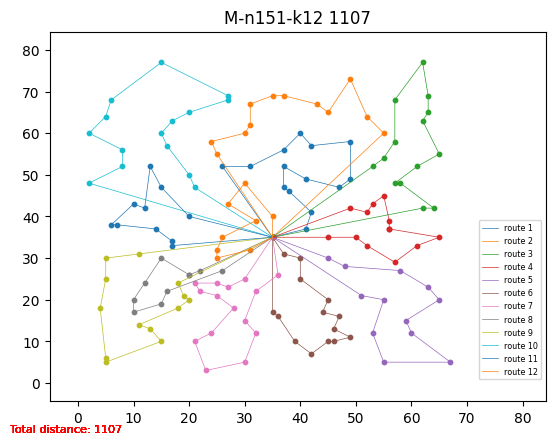 M-n151-k12 1107
80
70
60
50
40
30
20
10
0
0 10 20 30 40 50 60 70 80
route 1
route 2
route 3
route 4
route 5
route 6
route 7
route 8
route 9
route 10
route 11
route 12
Total distance: 1107